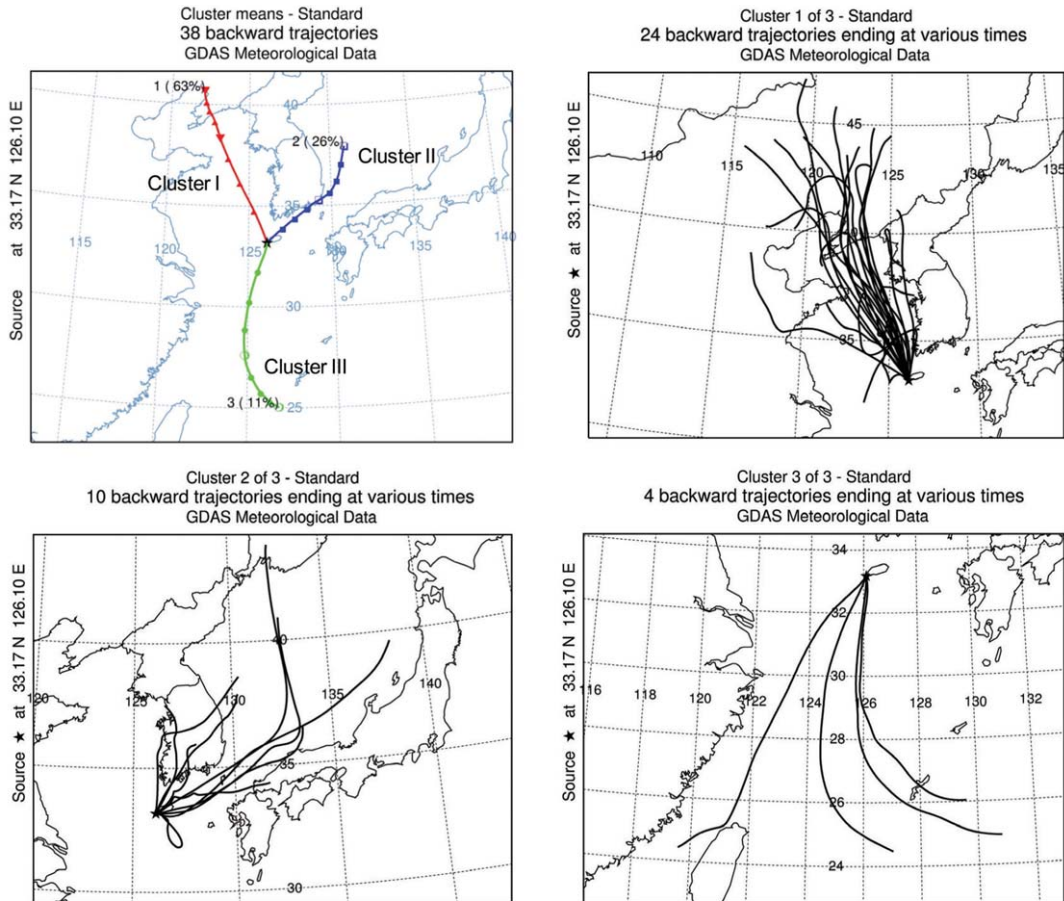 Cluster means - Standard
38 backward trajectories
GDAS Meteorological Data
Source ★ at 33.17 N 126.10 E
1 ( 63%)
40
2 ( 26%)
Cluster II
Cluster I
35
115
120
125
130
135
140
30
Cluster III
3 ( 11%)
25
Cluster 1 of 3 - Standard
24 backward trajectories ending at various times
GDAS Meteorological Data
45
110
115
120
125
130
135
35
Cluster 2 of 3 - Standard
10 backward trajectories ending at various times
GDAS Meteorological Data
Source ★ at 33.17 N 126.10 E
40
120
125
130
135
140
35
30
Cluster 3 of 3 - Standard
4 backward trajectories ending at various times
GDAS Meteorological Data
Source ★ at 33.17 N 126.10 E
34
32
30
116
118
120
122
124
126
128
130
132
28
26
24